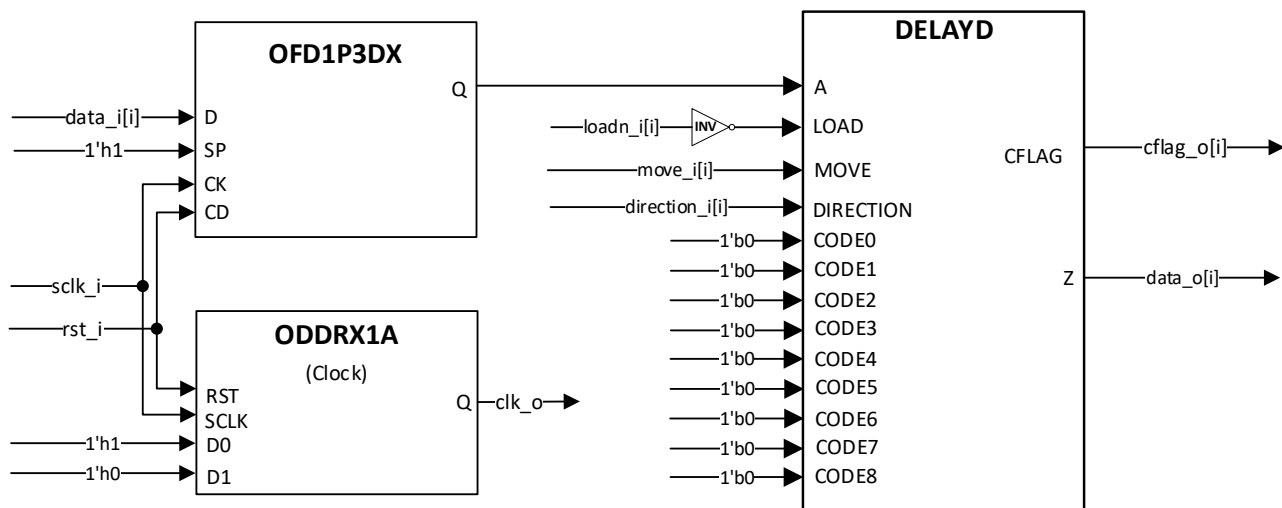 OFD1P3DX
Q
data_i[i]
D
1'h1
SP
CK
CD
sclk_i
rst_i
ODDRX1A
(Clock)
RST
SCLK
Q
clk_o
1'h1
D0
1'h0
D1
DELAYD
A
loadn_i[i]
INV
LOAD
CFLAG
cflag_o[i]
move_i[i]
MOVE
direction_i[i]
DIRECTION
1'b0
CODE0
1'b0
CODE1
Z
data_o[i]
1'b0
CODE2
1'b0
CODE3
1'b0
CODE4
1'b0
CODE5
1'b0
CODE6
1'b0
CODE7
1'b0
CODE8